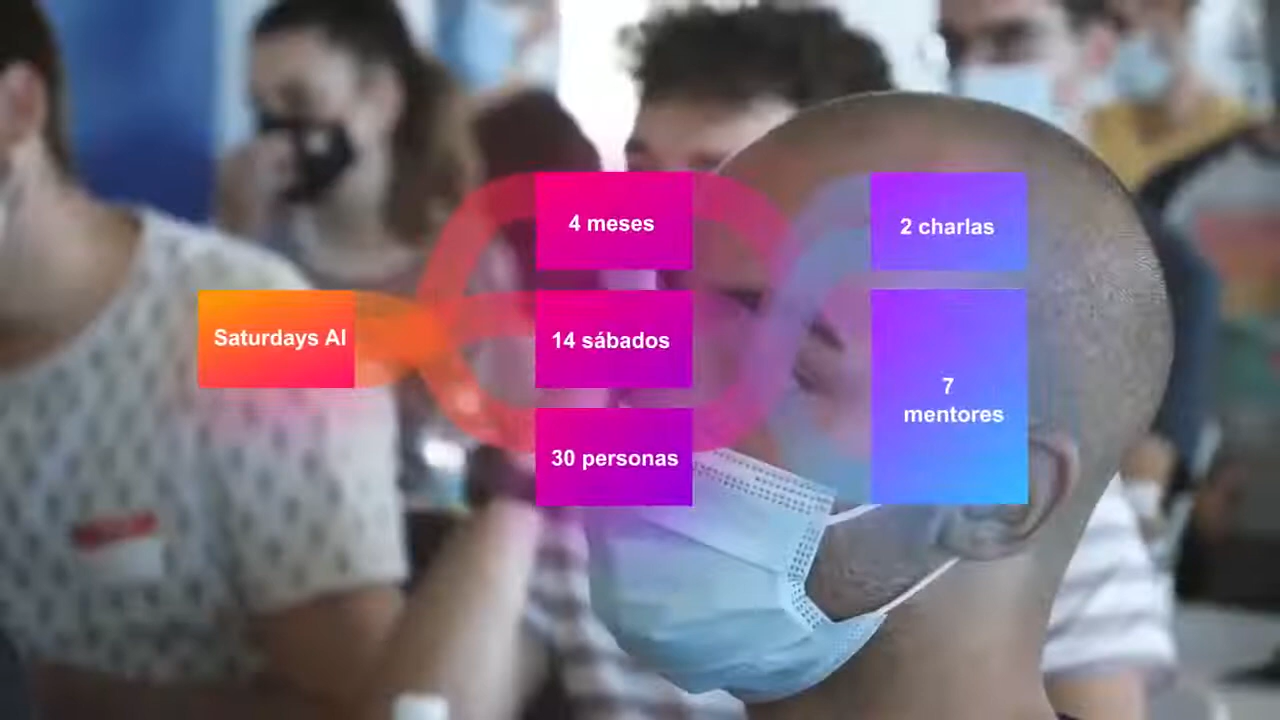 Saturdays AI
4 meses
14 sábados
30 personas
2 charlas
7
mentores